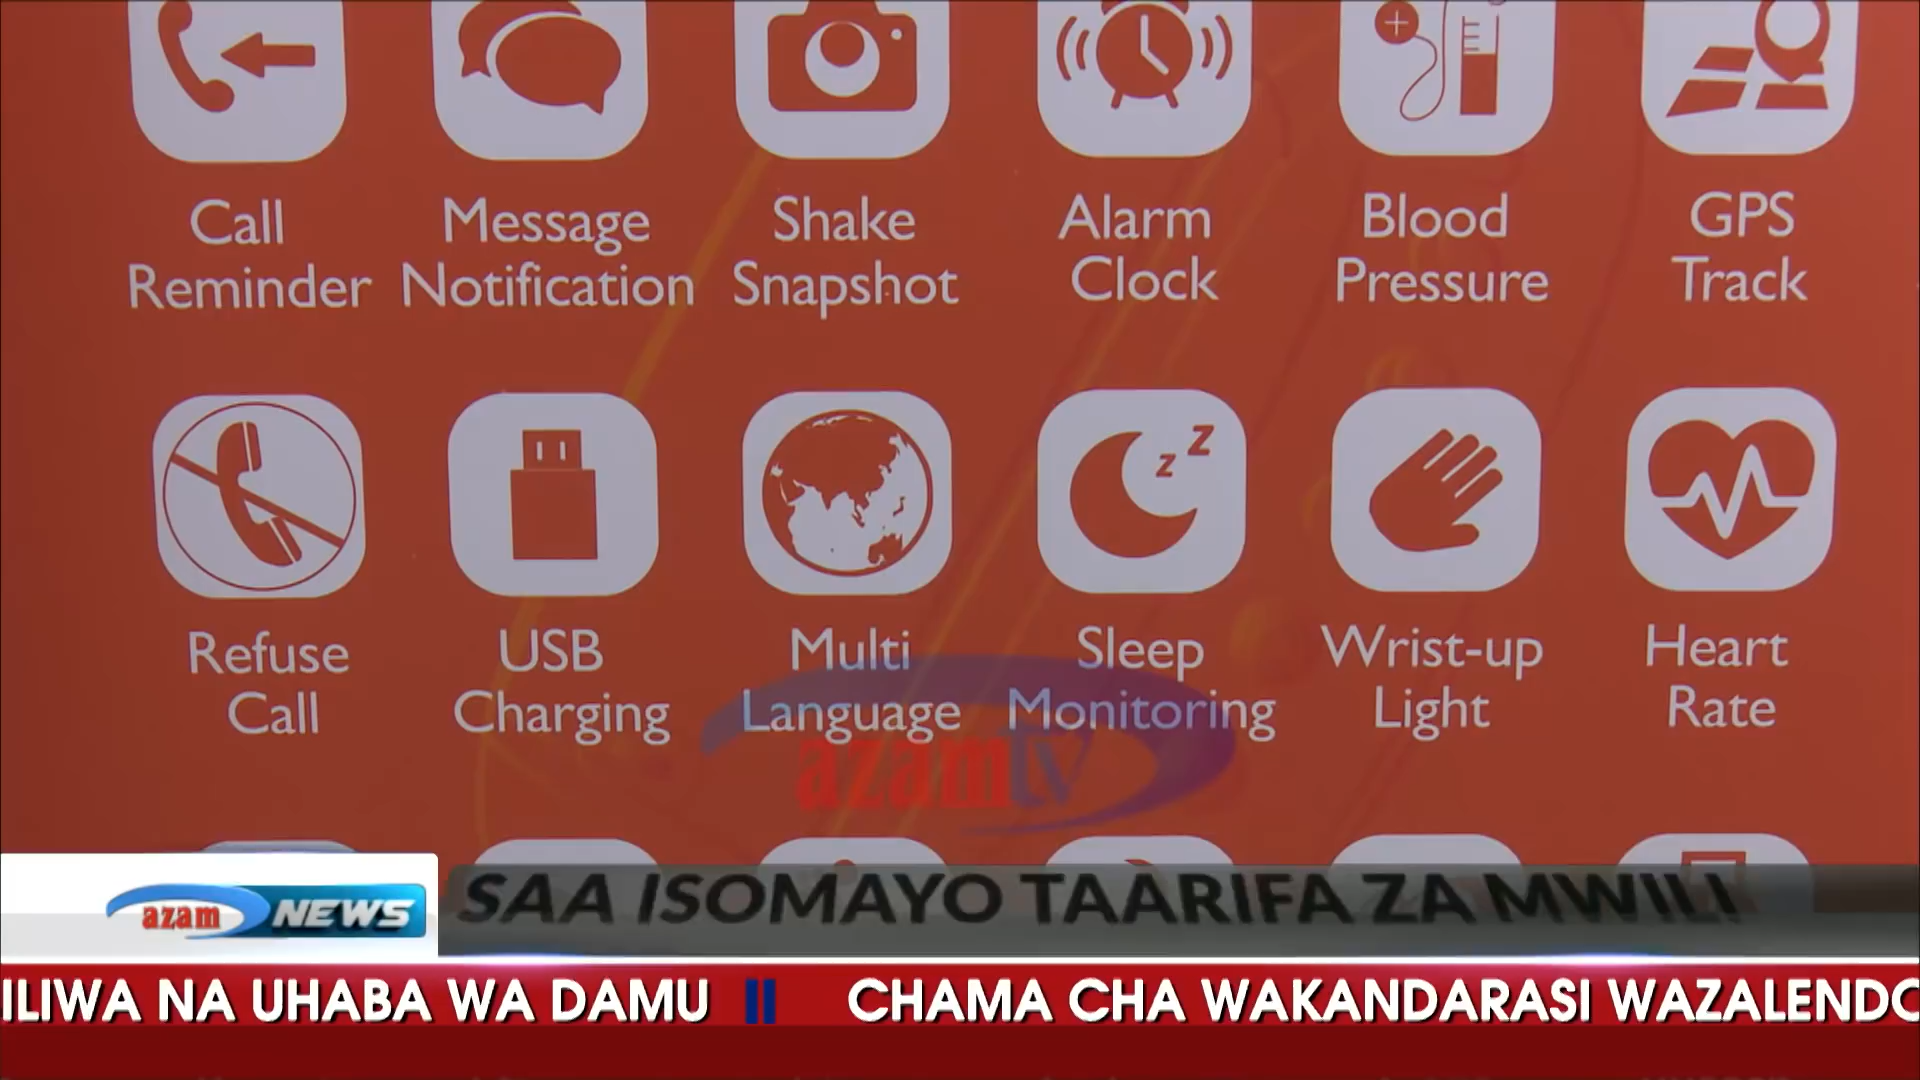 Call Reminder
Message Notification
Shake Snapshot
Alarm Clock
Blood Pressure
GPS Track
Refuse Call
USB Charging
Multi Language
Sleep Monitoring
Wrist-up Light
Heart Rate
azamtv
azam NEWS
SAA ISOMAYO TAARIFA ZA MWILI
ILIWA NA UHABA WA DAMU || CHAMA CHA WAKANDARASI WAZALENDO